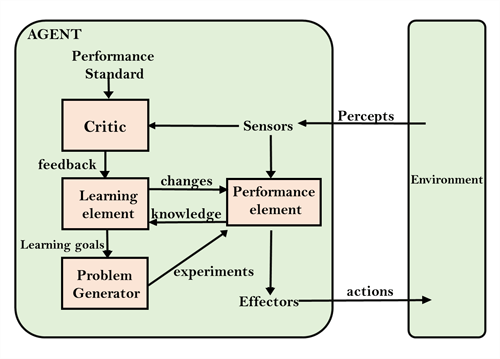 AGENT
Performance
Standard
Critic
Sensors
Percepts
feedback
changes
Environment
Learning
element
Performance
element
knowledge
Learning goals
Problem
Generator
experiments
Effectors
actions